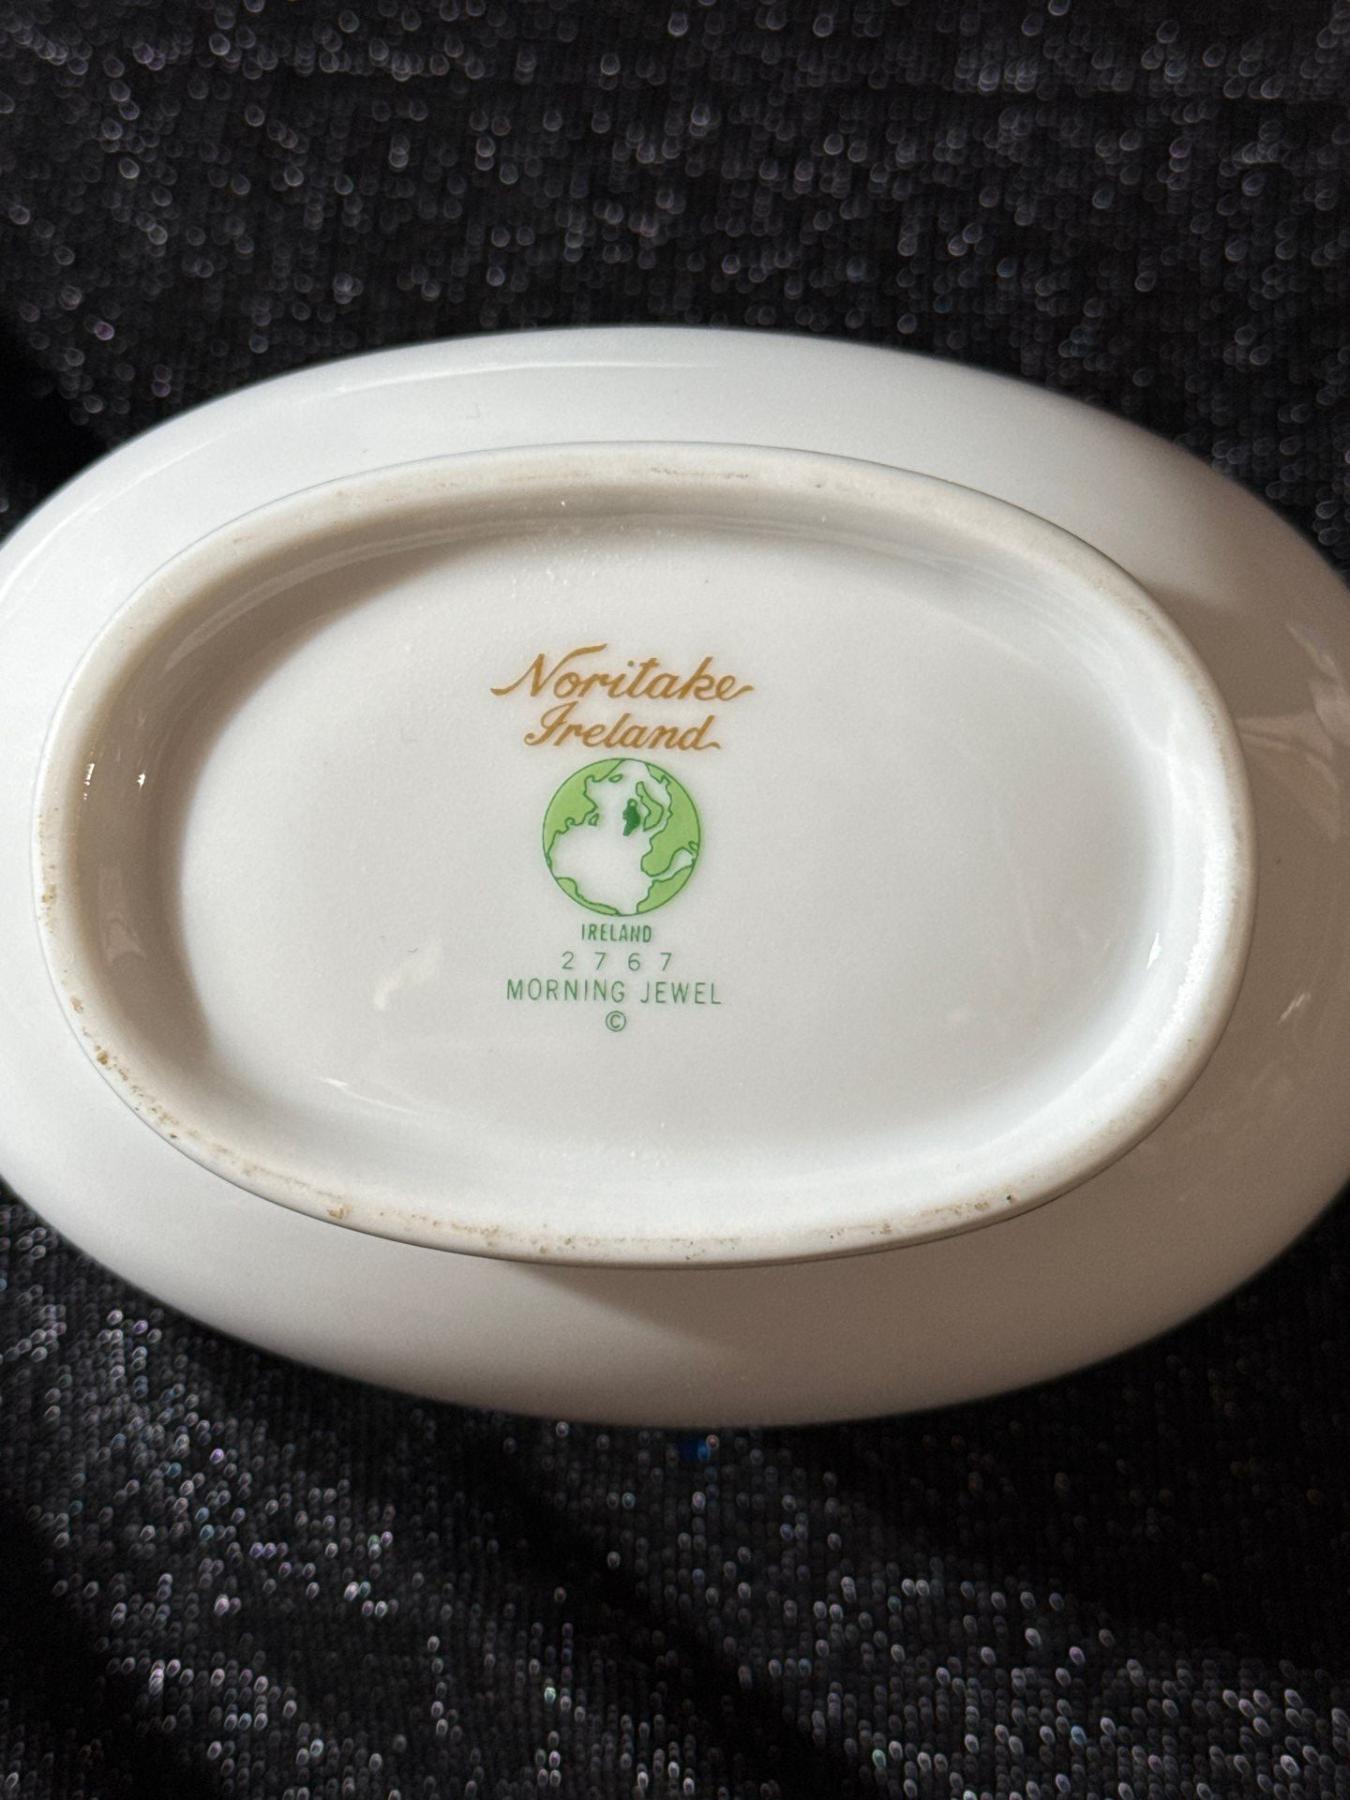 Noritake
Ireland
IRELAND
2767
MORNING JEWEL
©